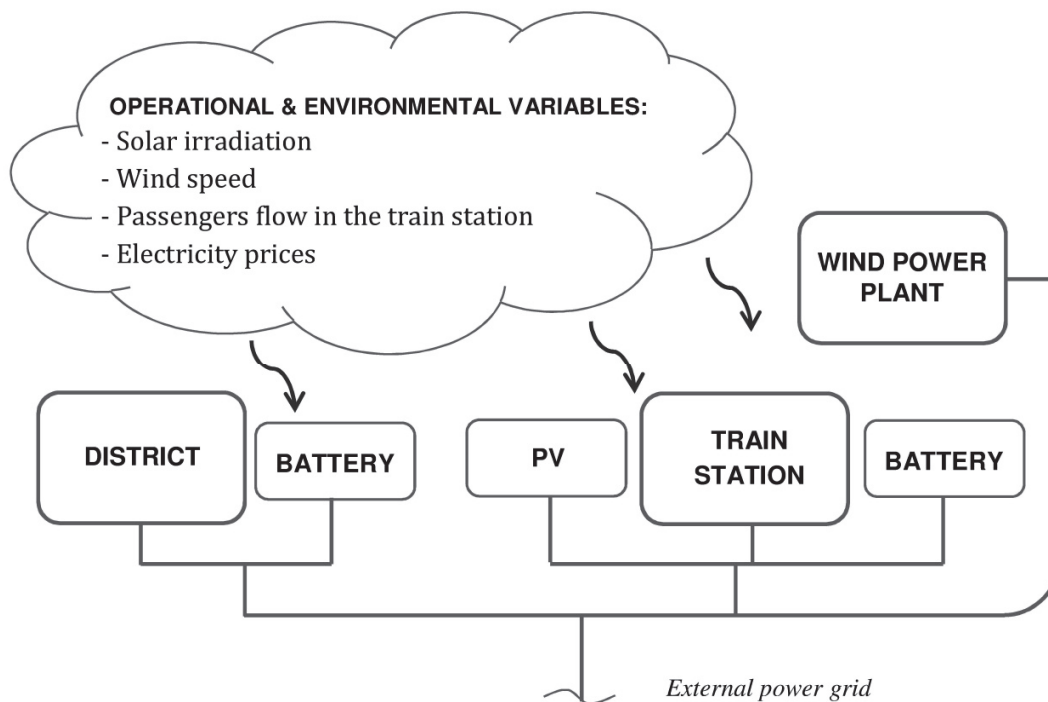 OPERATIONAL & ENVIRONMENTAL VARIABLES:
- Solar irradiation
- Wind speed
- Passengers flow in the train station
- Electricity prices
WIND POWER
PLANT
DISTRICT
BATTERY
PV
TRAIN
STATION
BATTERY
External power grid